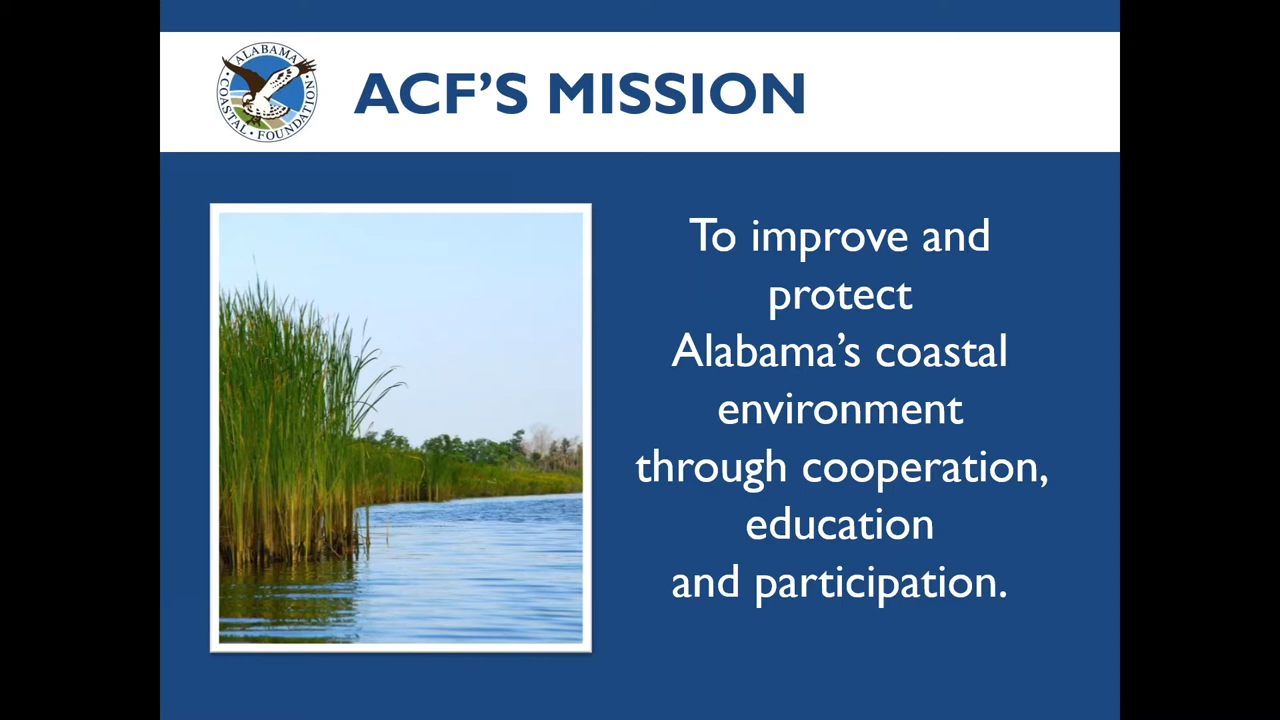 ALABAMA
COASTAL • FOUNDATION
ACF'S MISSION
To improve and
protect
Alabama's coastal
environment
through cooperation,
education
and participation.